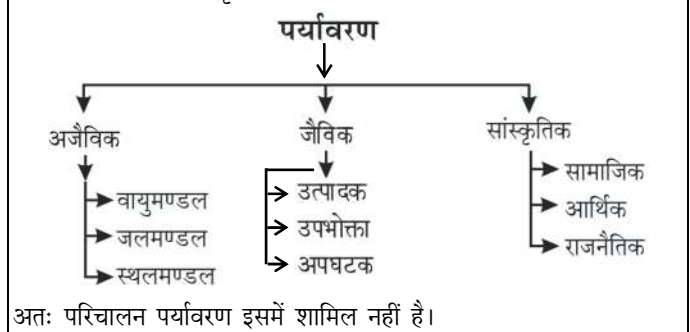 पर्यावरण
अजैविक जैविक सांस्कृतिक
वायुमण्डल उत्पादक सामाजिक
जलमण्डल उपभोक्ता आर्थिक
स्थलमण्डल अपघटक राजनैतिक
अतः परिचालन पर्यावरण इसमें शामिल नहीं है।